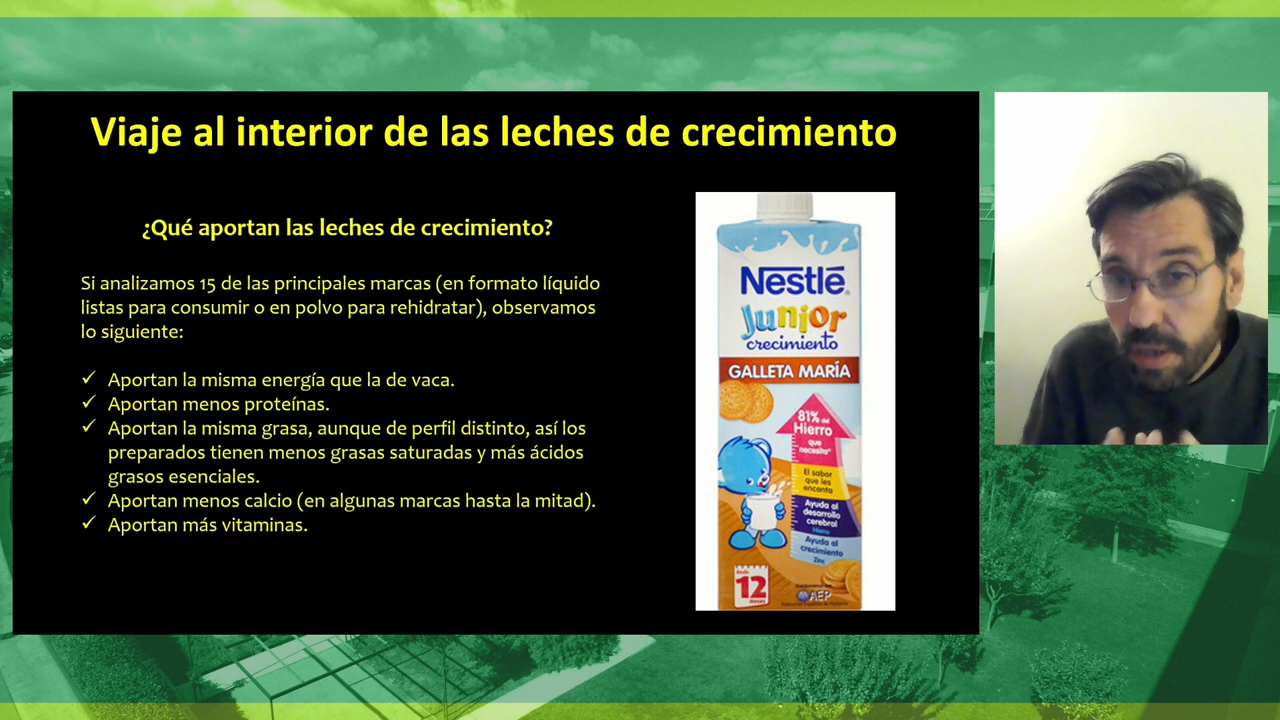 Viaje al interior de las leches de crecimiento
¿Qué aportan las leches de crecimiento?
Si analizamos 15 de las principales marcas (en formato líquido
listas para consumir o en polvo para rehidratar), observamos
lo siguiente:
✓ Aportan la misma energía que la de vaca.
✓ Aportan menos proteínas.
✓ Aportan la misma grasa, aunque de perfil distinto, así los
preparados tienen menos grasas saturadas y más ácidos
grasos esenciales.
✓ Aportan menos calcio (en algunas marcas hasta la mitad).
✓ Aportan más vitaminas.
Nestlé
Junior
crecimiento
GALLETA MARÍA
81% del
Hierro
que
necesita*
El sabor
que les
encanta
Ayuda al
desarrollo
cerebral
Hierro
Ayuda al
crecimiento
Zinc
12
meses
AEP